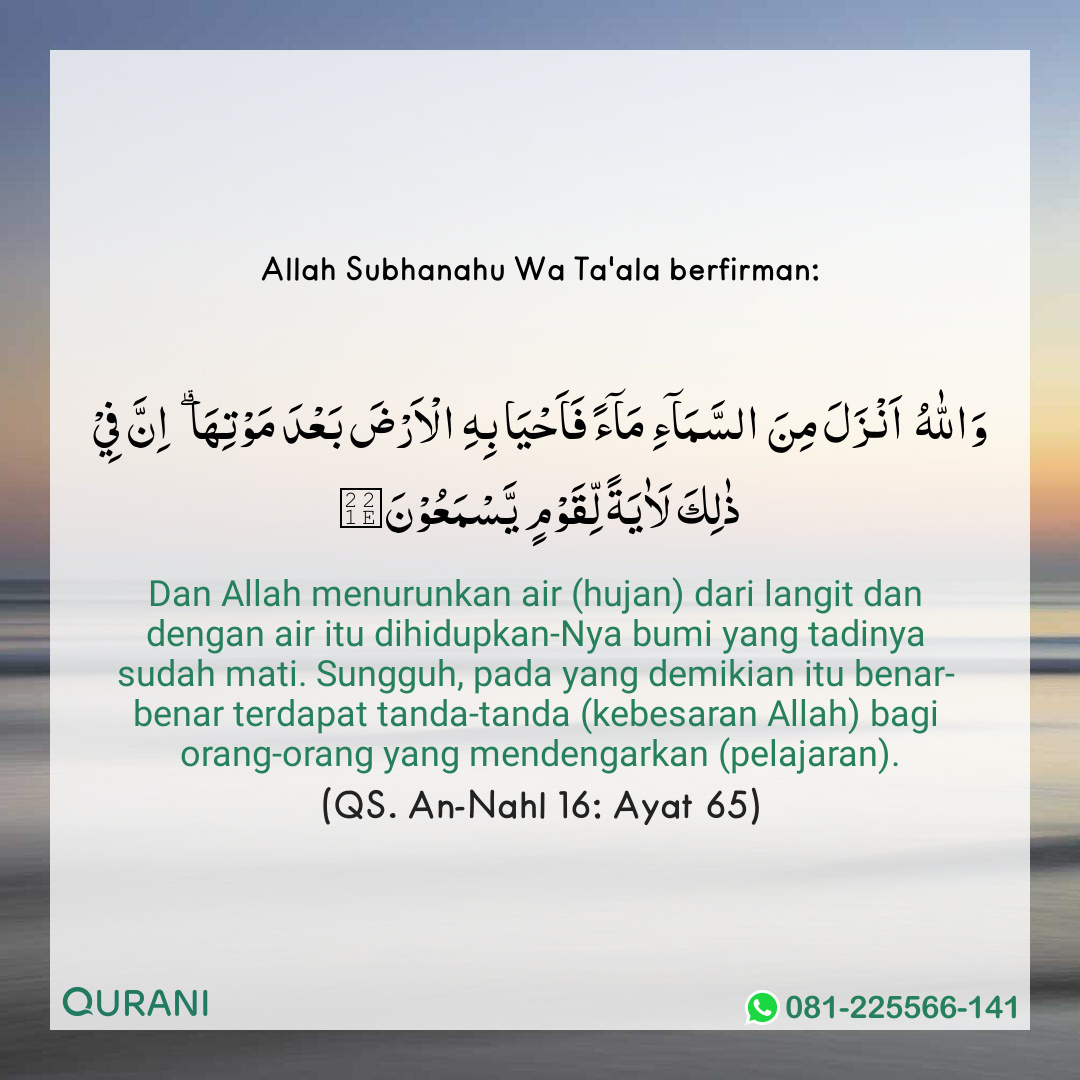 Allah Subhanahu Wa Ta'ala berfirman:
وَاللّٰهُ اَنْزَلَ مِنَ السَّمَآءِ مَآءً فَاَحْيَا بِهِ الْاَرْضَ بَعْدَ مَوْتِهَا ۗ اِنَّ فِيْ
ذٰلِكَ لَاٰيَةً لِّقَوْمٍ يَّسْمَعُوْنَ∞
Dan Allah menurunkan air (hujan) dari langit dan
dengan air itu dihidupkan-Nya bumi yang tadinya
sudah mati. Sungguh, pada yang demikian itu benar-
benar terdapat tanda-tanda (kebesaran Allah) bagi
orang-orang yang mendengarkan (pelajaran).
(QS. An-Nahl 16: Ayat 65)
QURANI
081-225566-141